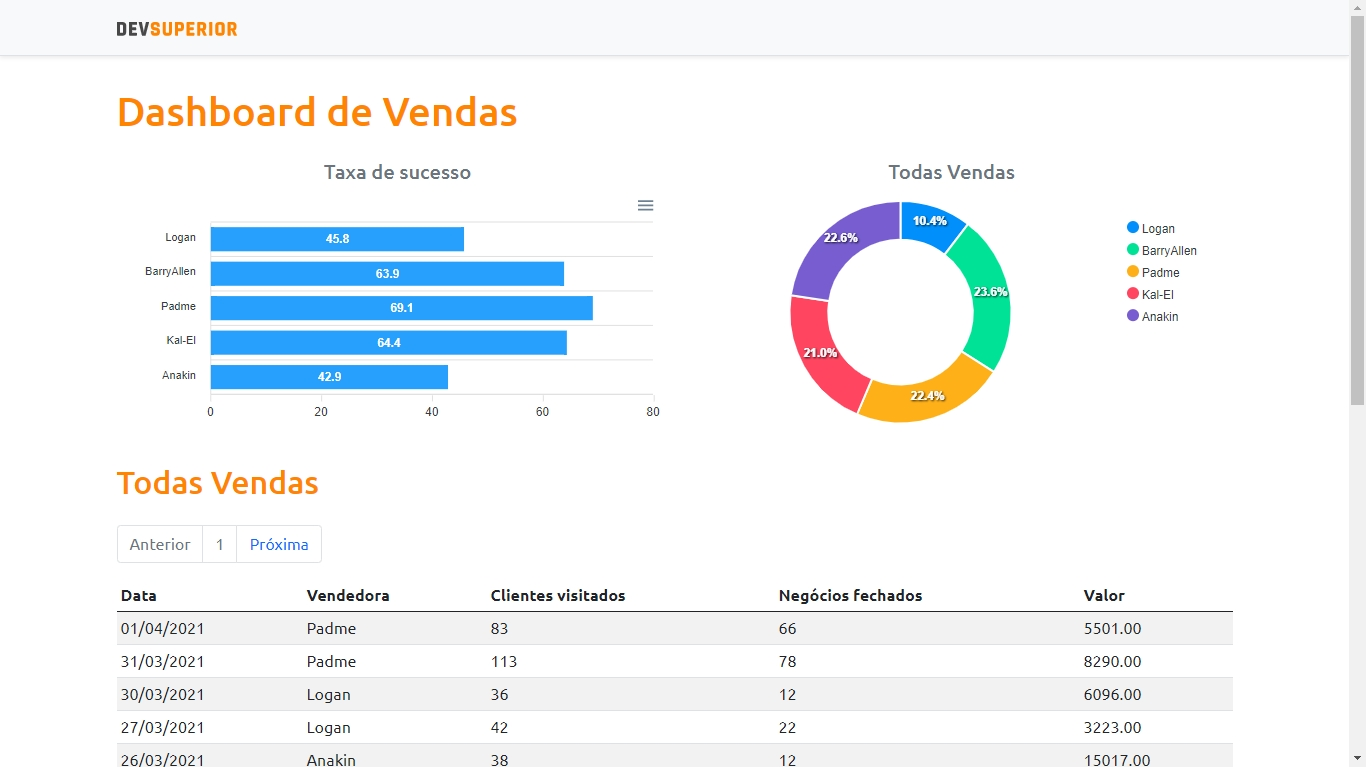 DEVSUPERIOR
Dashboard de Vendas
Taxa de sucesso
Logan 45.8
BarryAllen 63.9
Padme 69.1
Kal-El 64.4
Anakin 42.9
0 20 40 60 80
Todas Vendas
10.4%
23.6%
22.4%
21.0%
22.6%
Logan
BarryAllen
Padme
Kal-El
Anakin
Todas Vendas
Anterior 1 Próxima
Data Vendedora Clientes visitados Negócios fechados Valor
01/04/2021 Padme 83 66 5501.00
31/03/2021 Padme 113 78 8290.00
30/03/2021 Logan 36 12 6096.00
27/03/2021 Logan 42 22 3223.00
26/03/2021 Anakin 38 12 15017.00